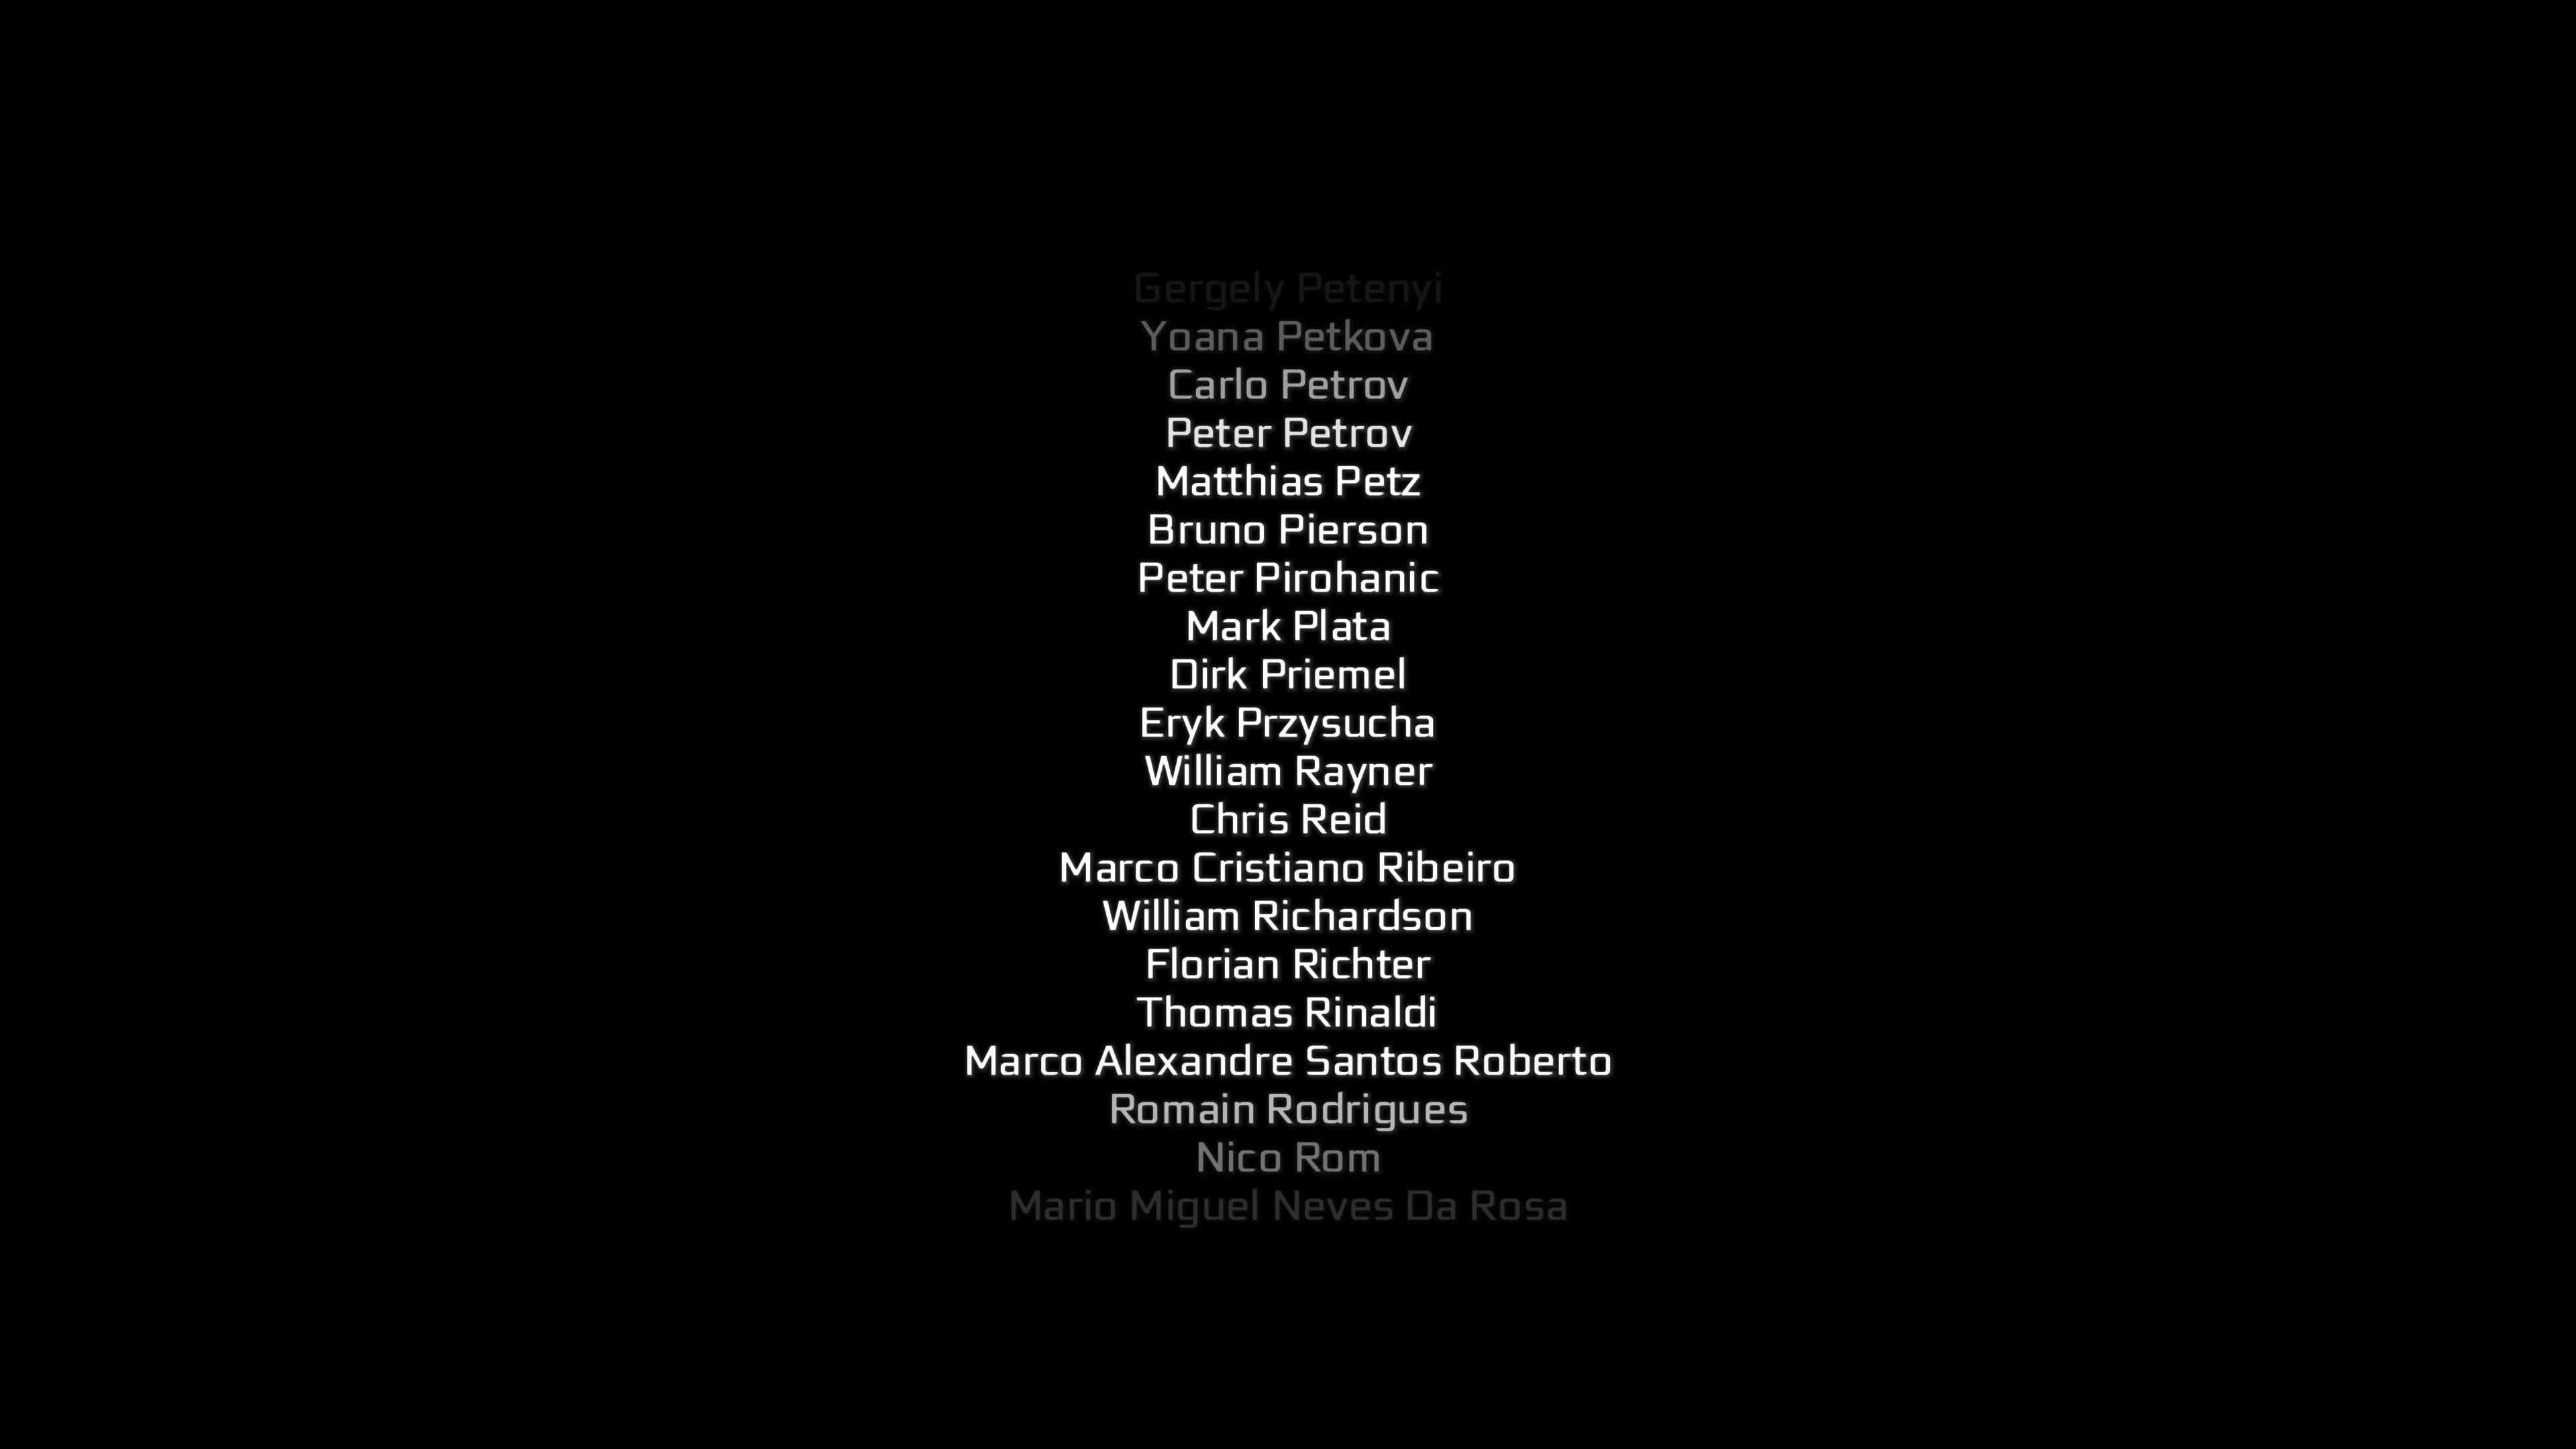 Gergely Petenyi
Yoana Petkova
Carlo Petrov
Peter Petrov
Matthias Petz
Bruno Pierson
Peter Pirohanic
Mark Plata
Dirk Priemel
Eryk Przysucha
William Rayner
Chris Reid
Marco Cristiano Ribeiro
William Richardson
Florian Richter
Thomas Rinaldi
Marco Alexandre Santos Roberto
Romain Rodrigues
Nico Rom
Mario Miguel Neves Da Rosa